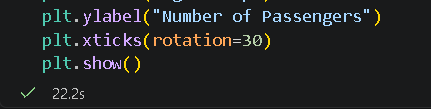 plt.ylabel("Number of Passengers")
plt.xticks(rotation=30)
plt.show()
22.2s